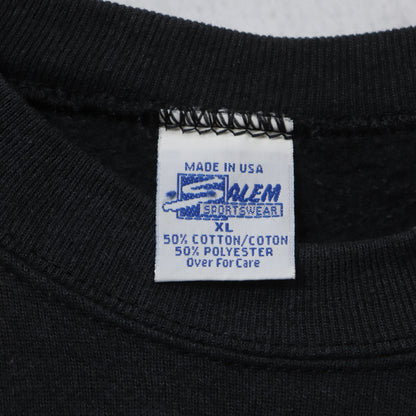 MADE IN USA
SALEM
SPORTSWEAR
XL
50% COTTON/COTON
50% POLYESTER
Over For Care